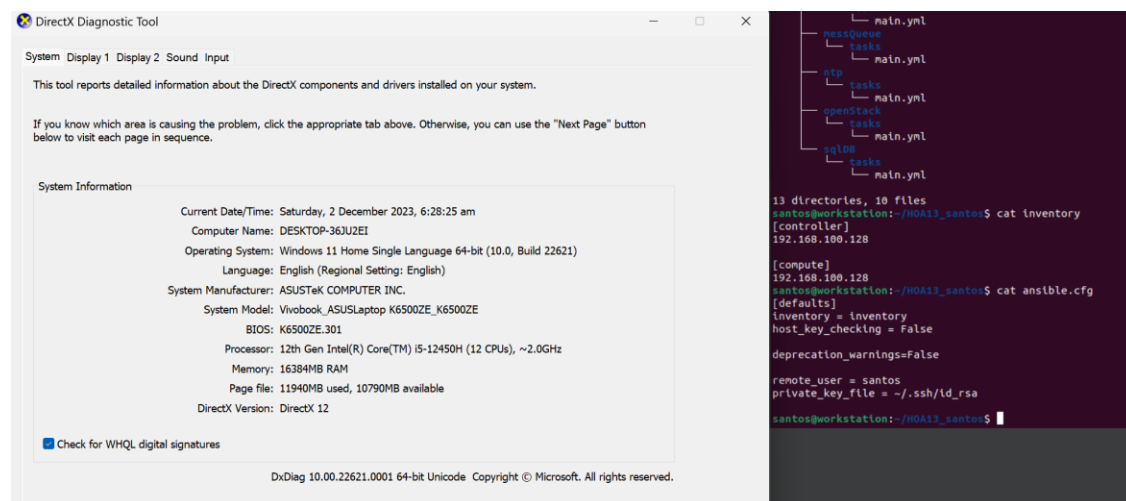 DirectX Diagnostic Tool
System Display 1 Display 2 Sound Input
This tool reports detailed information about the DirectX components and drivers installed on your system.
If you know which area is causing the problem, click the appropriate tab above. Otherwise, you can use the "Next Page" button
below to visit each page in sequence.
System Information
Current Date/Time: Saturday, 2 December 2023, 6:28:25 am
Computer Name: DESKTOP-36JU2EI
Operating System: Windows 11 Home Single Language 64-bit (10.0, Build 22621)
Language: English (Regional Setting: English)
System Manufacturer: ASUSTeK COMPUTER INC.
System Model: Vivobook_ASUSLaptop K6500ZE_K6500ZE
BIOS: K6500ZE.301
Processor: 12th Gen Intel(R) Core(TM) i5-12450H (12 CPUs), ~2.0GHz
Memory: 16384MB RAM
Page file: 11940MB used, 10790MB available
DirectX Version: DirectX 12
Check for WHQL digital signatures
DxDiag 10.00.22621.0001 64-bit Unicode Copyright © Microsoft. All rights reserved.
└── main.yml
├── messQueue
│   └── tasks
│       └── main.yml
├── ntp
│   └── tasks
│       └── main.yml
├── openStack
│   └── tasks
│       └── main.yml
└── sqlDB
    └── tasks
        └── main.yml
13 directories, 10 files
santos@workstation:~/HOA13_santos$ cat inventory
[controller]
192.168.100.128
[compute]
192.168.100.128
santos@workstation:~/HOA13_santos$ cat ansible.cfg
[defaults]
inventory = inventory
host_key_checking = False
deprecation_warnings=False
remote_user = santos
private_key_file = ~/.ssh/id_rsa
santos@workstation:~/HOA13_santos$